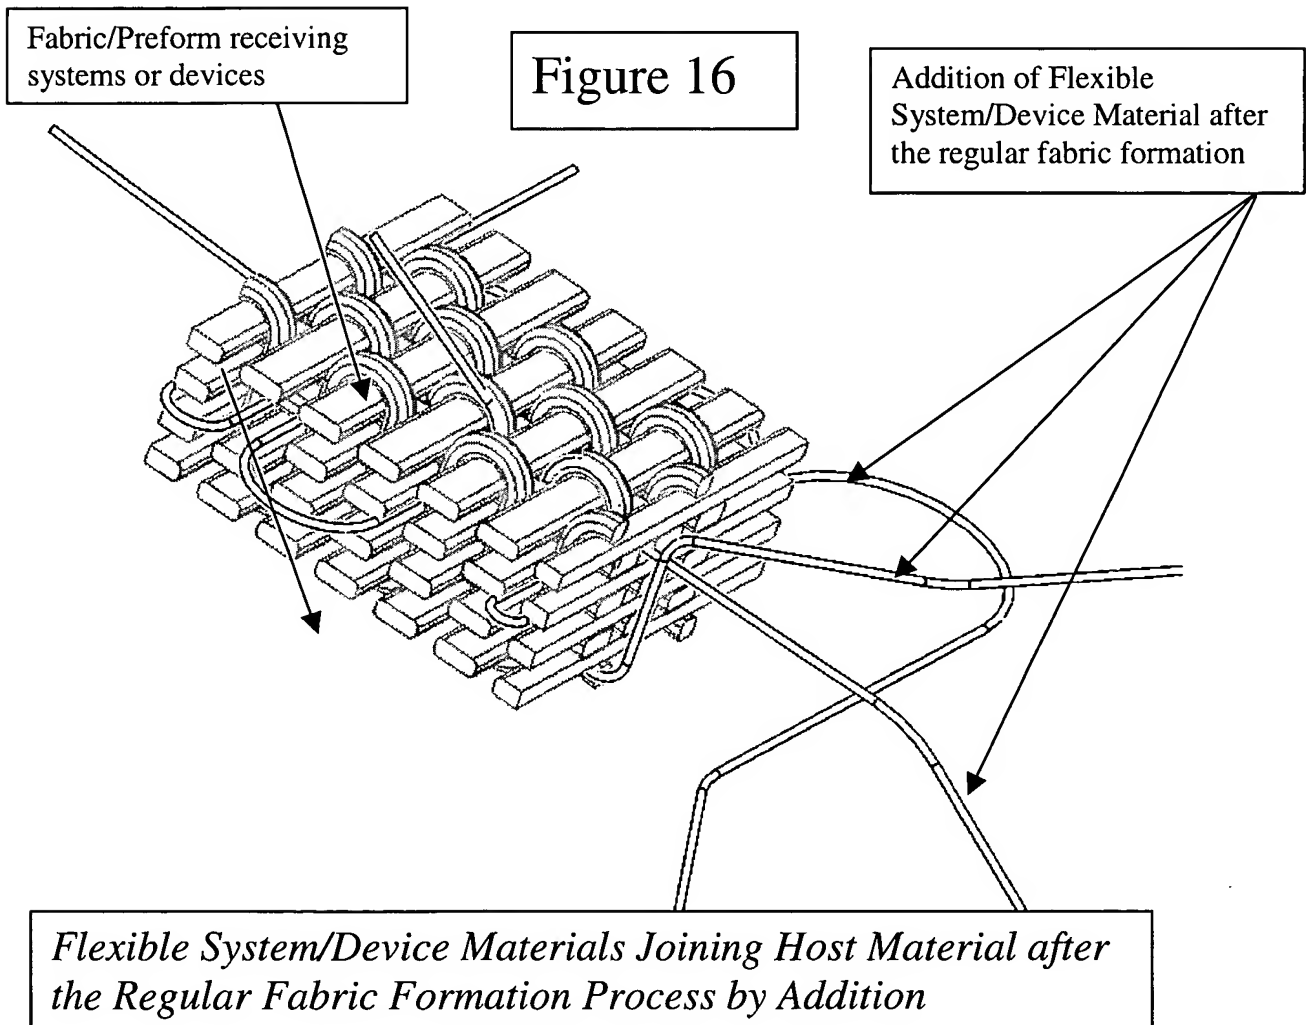 Fabric/Preform receiving
systems or devices
Figure 16
Addition of Flexible
System/Device Material after
the regular fabric formation
Flexible System/Device Materials Joining Host Material after
the Regular Fabric Formation Process by Addition